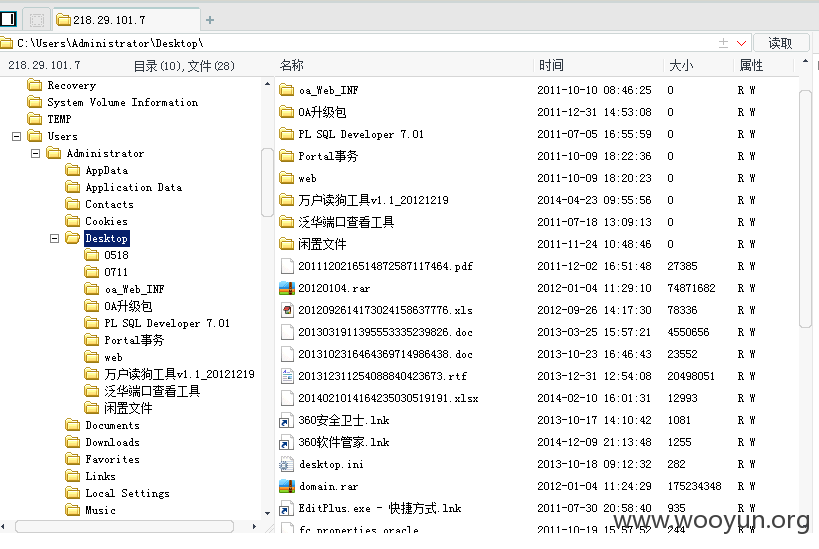 218.29.101.7
C:\Users\Administrator\Desktop\
读取
218.29.101.7 目录(10),文件(28)
名称 时间 大小 属性
Recovery
System Volume Information
TEMP
Users
Administrator
AppData
Application Data
Contacts
Cookies
Desktop
0518
0711
oa_Web_INF
OA升级包
PL SQL Developer 7.01
Portal事务
web
万户读狗工具v1.1_20121219
泛华端口查看工具
闲置文件
Documents
Downloads
Favorites
Links
Local Settings
Music
oa_Web_INF 2011-10-10 08:46:25 0 R W
OA升级包 2011-12-31 14:53:08 0 R W
PL SQL Developer 7.01 2011-07-05 16:55:59 0 R W
Portal事务 2011-10-09 18:22:36 0 R W
web 2011-10-09 18:20:23 0 R W
万户读狗工具v1.1_20121219 2014-04-23 09:55:56 0 R W
泛华端口查看工具 2011-07-18 13:09:13 0 R W
闲置文件 2011-11-24 10:48:46 0 R W
2011120216514872587117464.pdf 2011-12-02 16:51:48 27385 R W
20120104.rar 2012-01-04 11:29:10 74871682 R W
2012092614173024158637776.xls 2012-09-26 14:17:30 78336 R W
2013031911395553335239826.doc 2013-03-25 15:57:21 4550656 R W
2013102316464369714986438.doc 2013-10-23 16:46:43 23552 R W
201312311254088840423673.rtf 2013-12-31 12:54:08 20498051 R W
2014021014164235030519191.xlsx 2014-02-10 16:01:31 12993 R W
360安全卫士.lnk 2013-10-17 14:10:42 1081 R W
360软件管家.lnk 2014-12-09 21:13:48 1255 R W
desktop.ini 2013-10-18 09:12:32 282 R W
domain.rar 2012-01-04 11:24:29 175234348 R W
EditPlus.exe - 快捷方式.lnk 2011-07-30 20:58:40 935 R W
fc.properties.oracle 2011-10-19 15:57:52 244 R W
www.wooyun.org